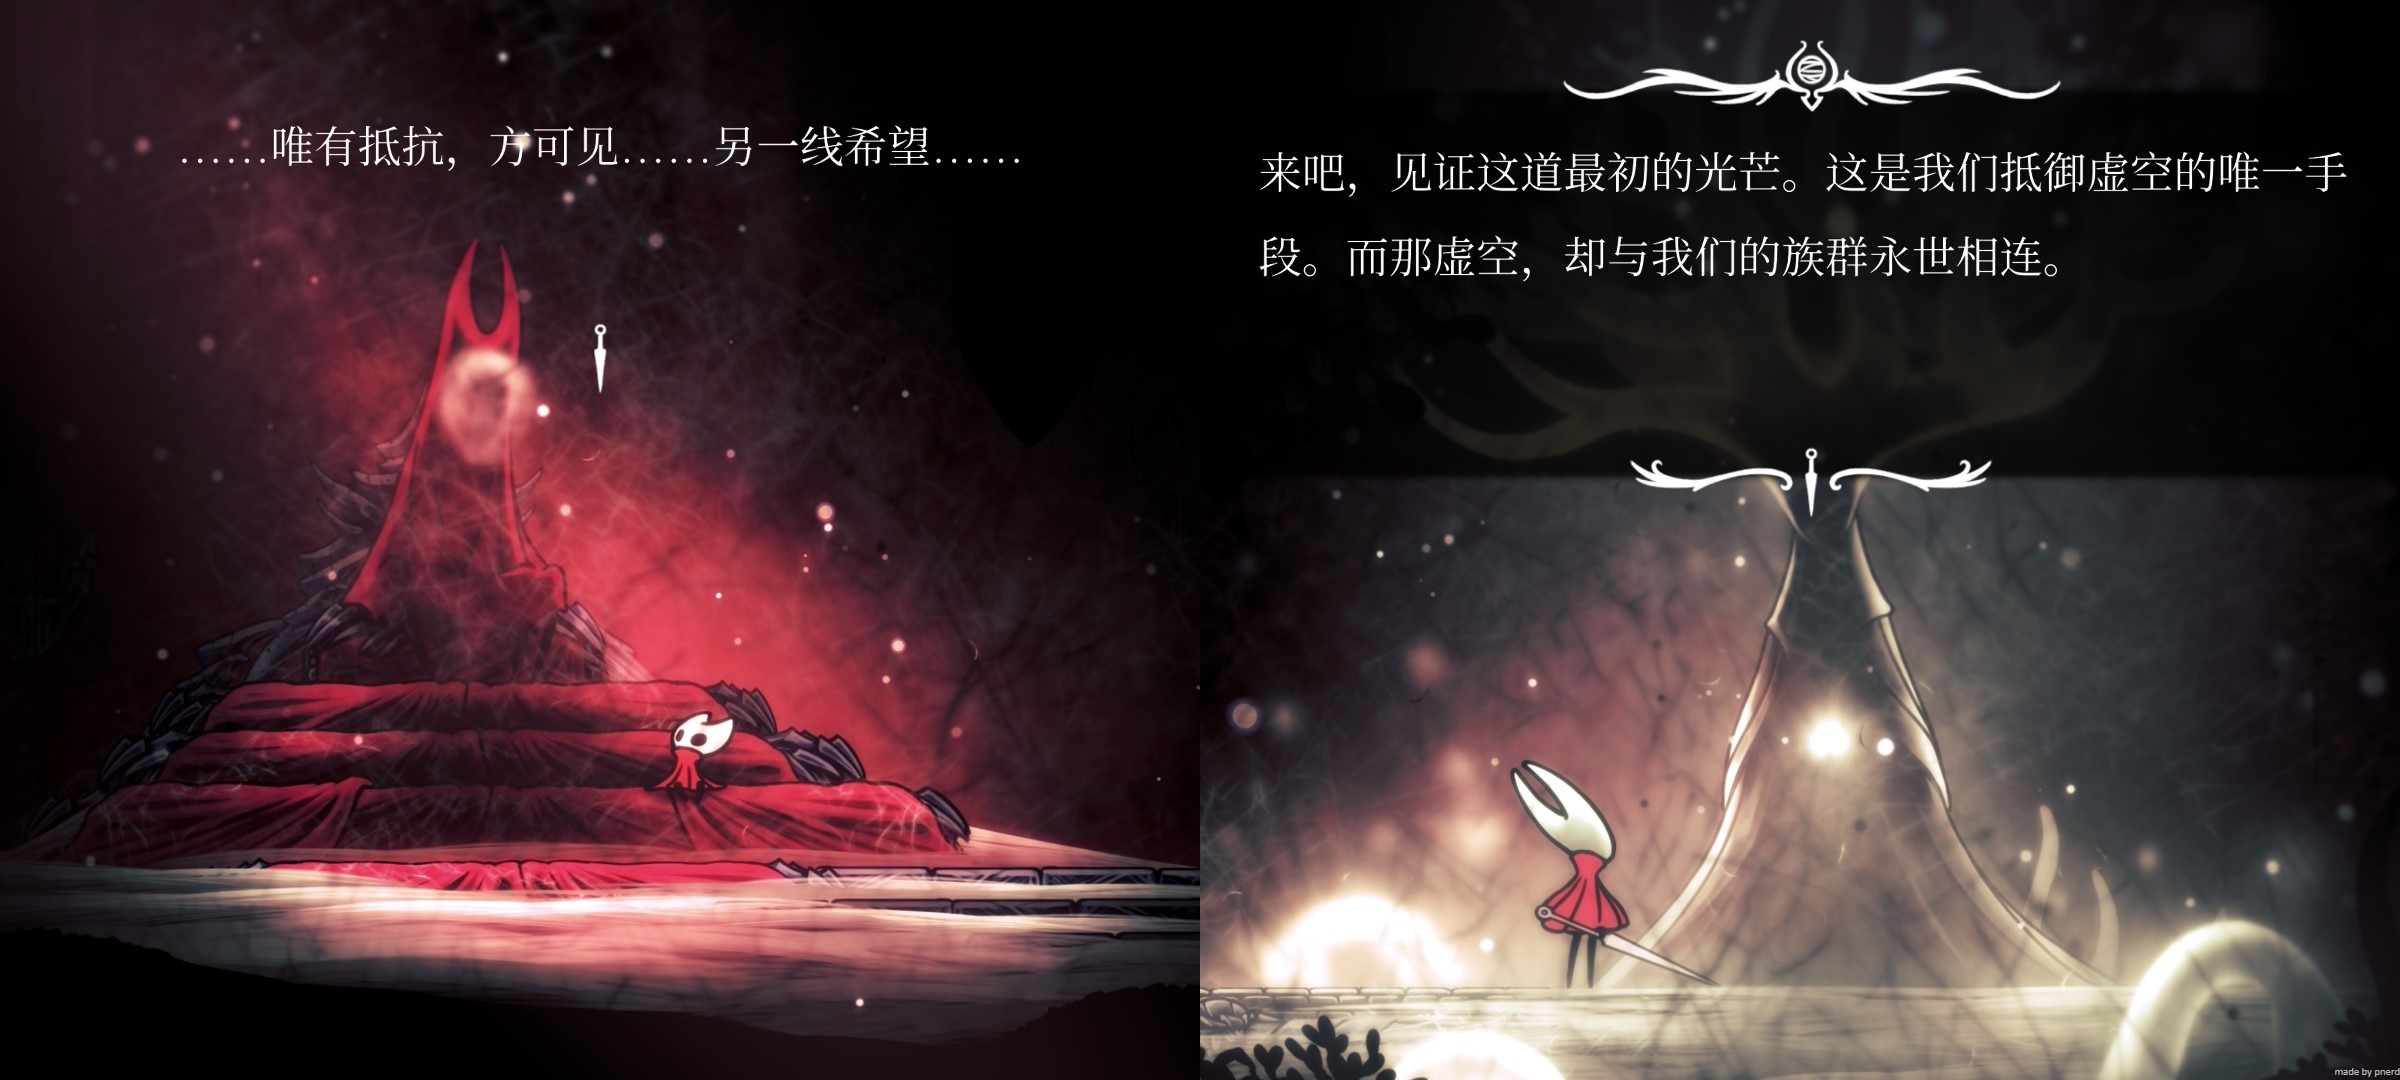 ……唯有抵抗，方可见……另一线希望……
来吧，见证这道最初的光芒。这是我们抵御虚空的唯一手
段。而那虚空，却与我们的族群永世相连。
made by pnerd